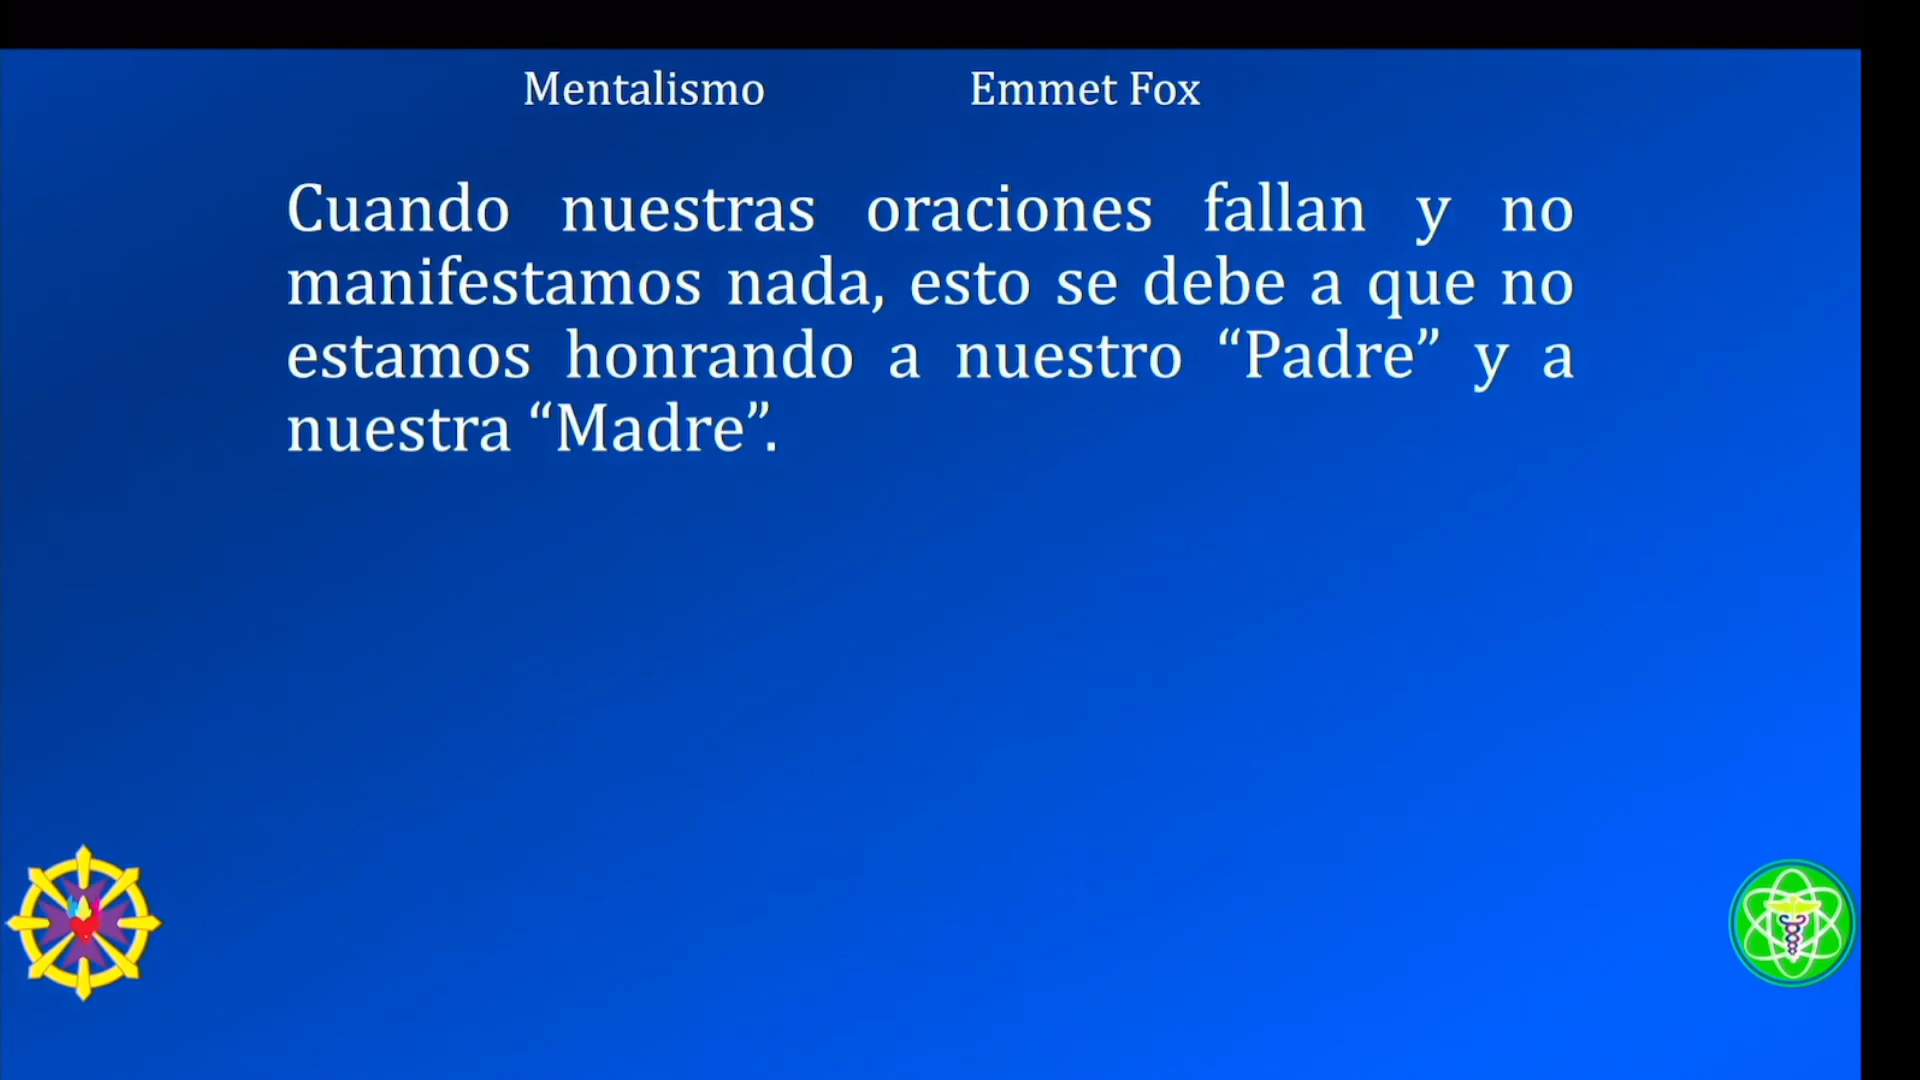 Mentalismo Emmet Fox
Cuando nuestras oraciones fallan y no
manifestamos nada, esto se debe a que no
estamos honrando a nuestro “Padre” y a
nuestra “Madre”.